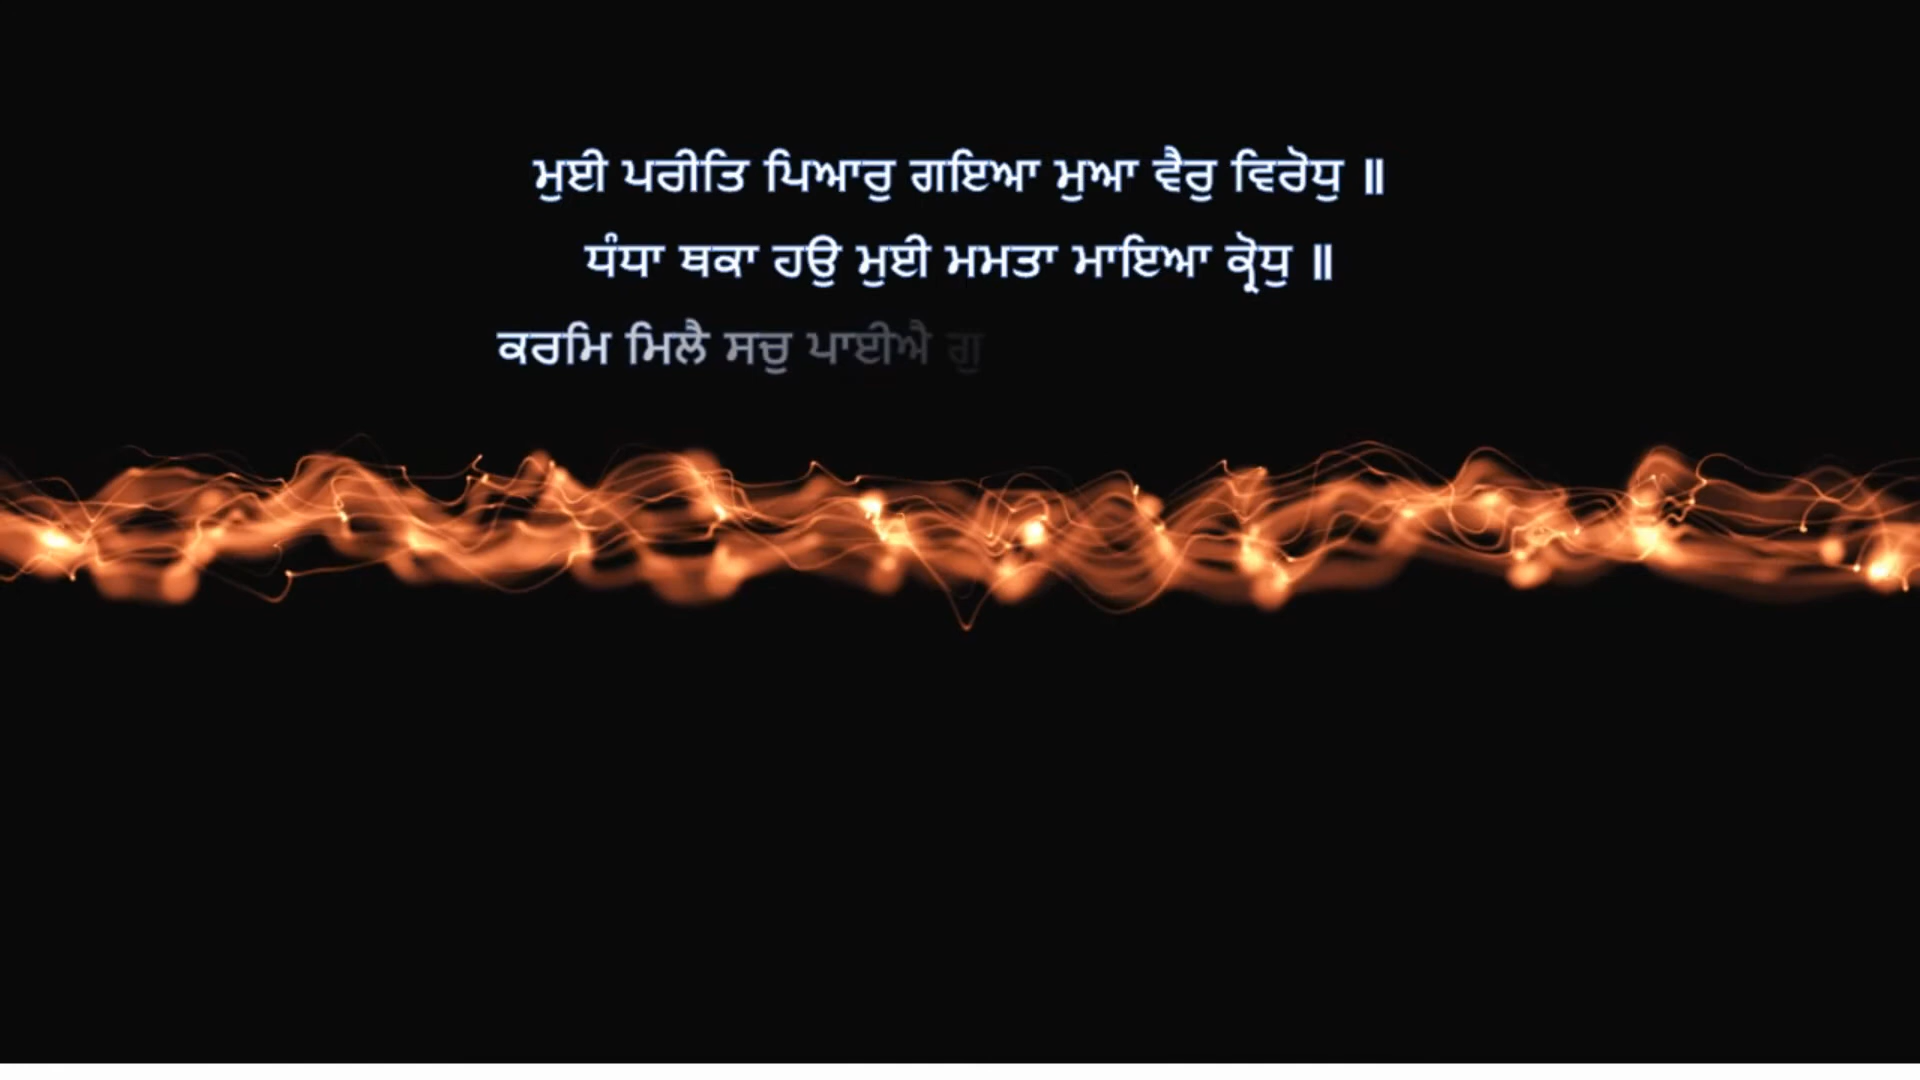 ਮੁਈ ਪਰੀਤਿ ਪਿਆਰੁ ਗਇਆ ਮੁਆ ਵੈਰੁ ਵਿਰੋਧੁ ॥
ਧੰਧਾ ਥਕਾ ਹਉ ਮੁਈ ਮਮਤਾ ਮਾਇਆ ਕ੍ਰੋਧੁ ॥
ਕਰਮਿ ਮਿਲੈ ਸਚੁ ਪਾਈਐ ਗੁ